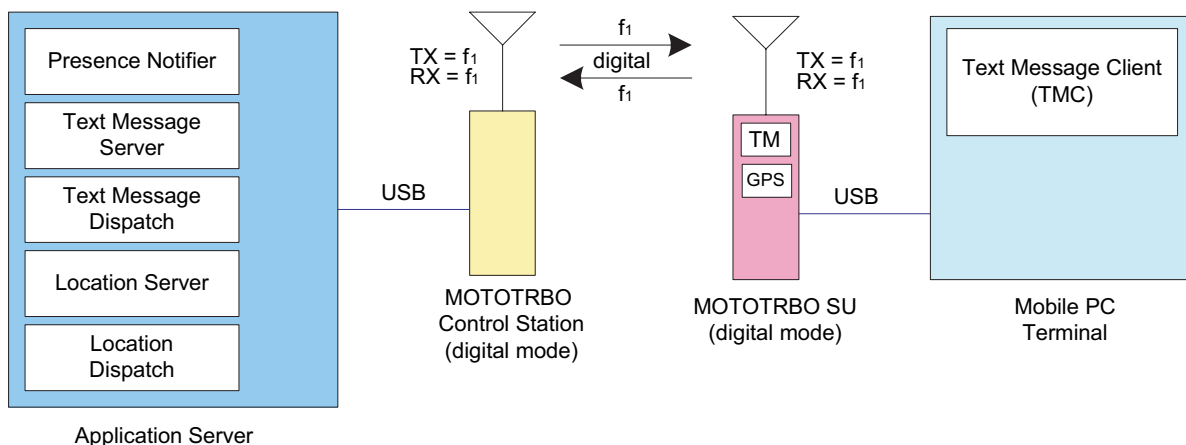 Presence Notifier
Text Message
Server
Text Message
Dispatch
Location Server
Location
Dispatch
Application Server
USB
TX = f₁
RX = f₁
MOTOTRBO
Control Station
(digital mode)
f₁
digital
f₁
TX = f₁
RX = f₁
TM
GPS
MOTOTRBO SU
(digital mode)
USB
Text Message Client
(TMC)
Mobile PC
Terminal